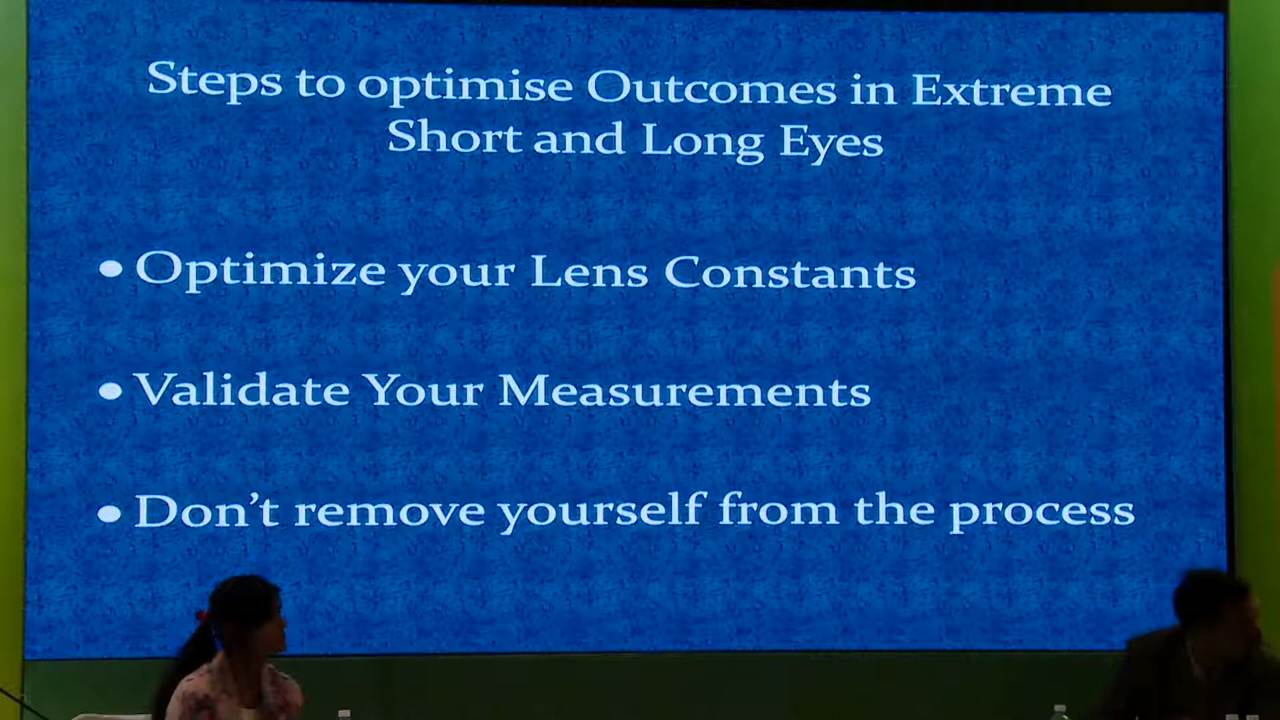 Steps to optimise Outcomes in Extreme
Short and Long Eyes
• Optimize your Lens Constants
• Validate Your Measurements
• Don’t remove yourself from the process